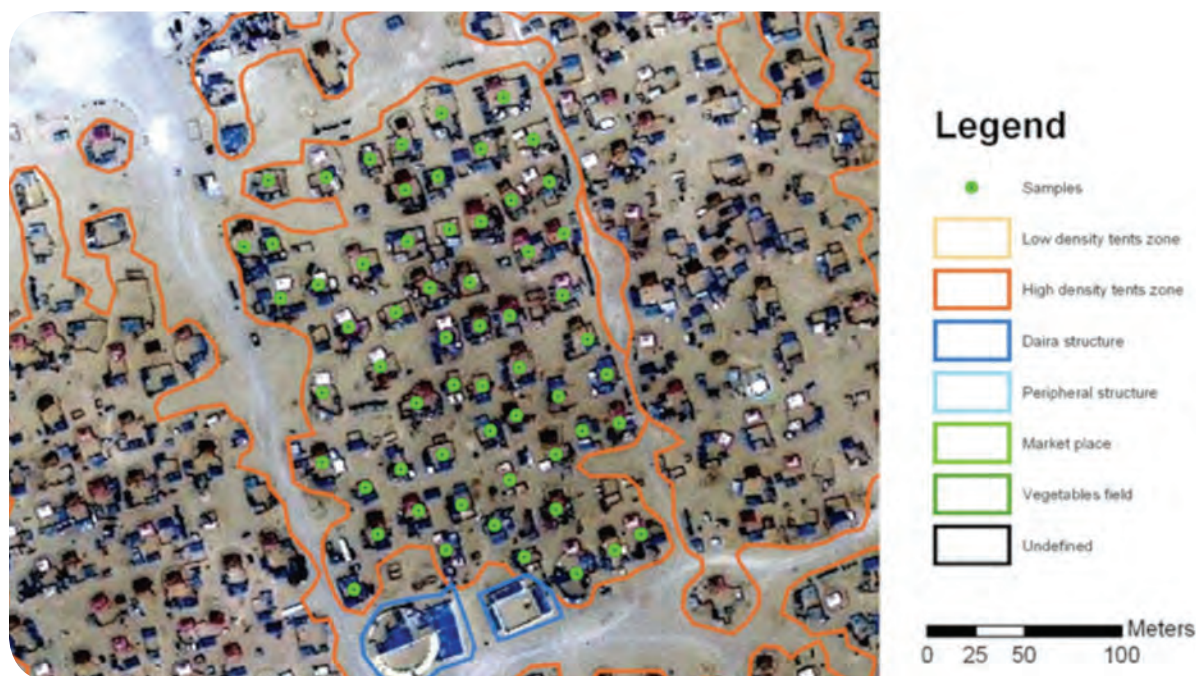 Legend
Samples
Low density tents zone
High density tents zone
Daira structure
Peripheral structure
Market place
Vegetables field
Undefined
Meters
0 25 50 100